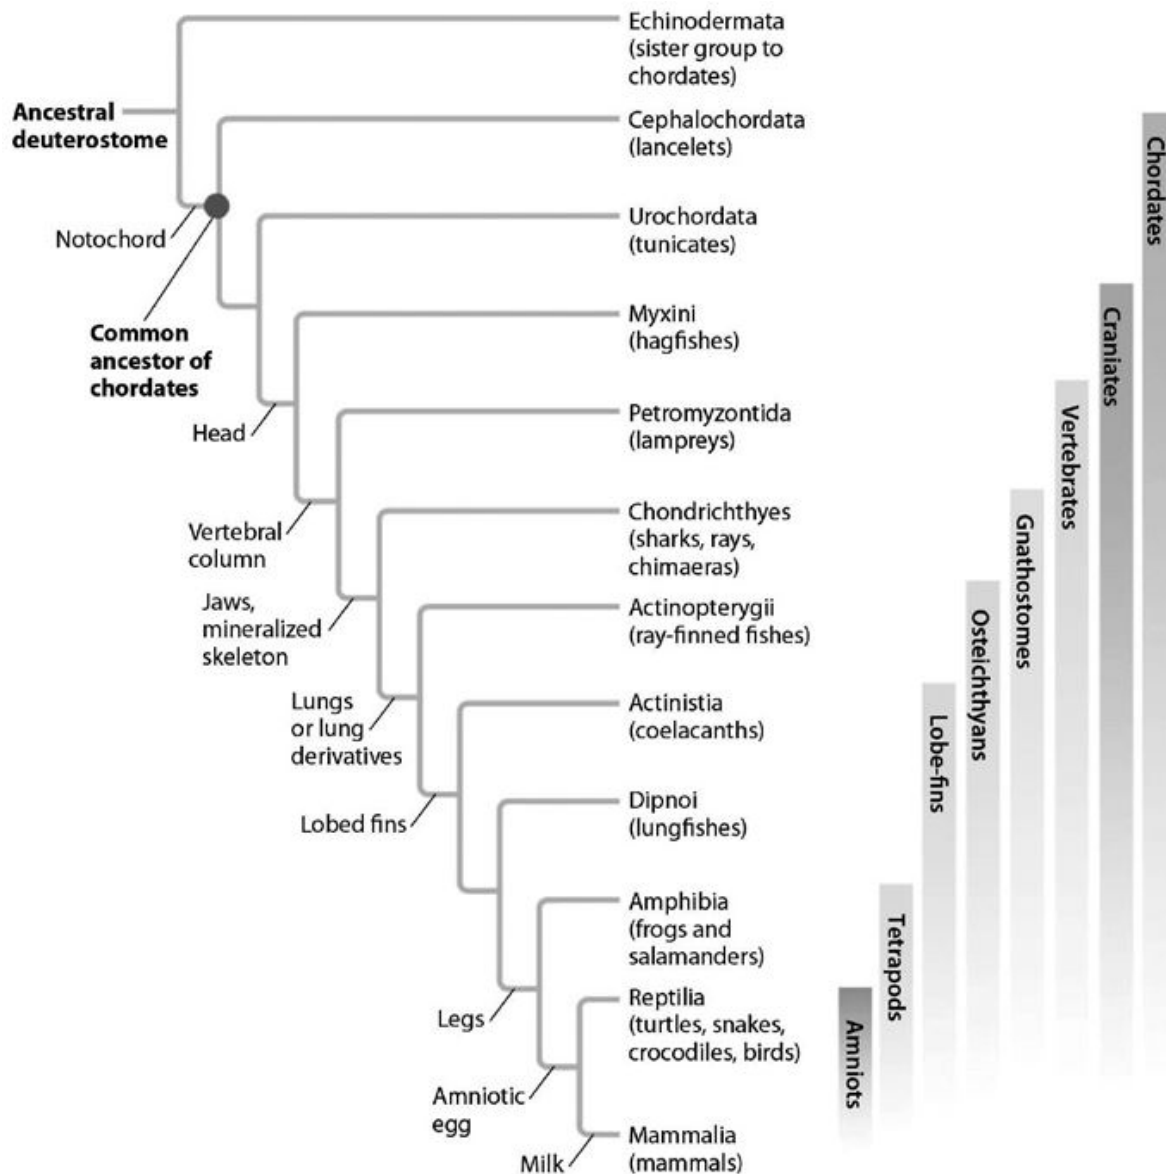 Echinodermata
(sister group to
chordates)
Ancestral
deuterostome
Cephalochordata
(lancelets)
Notochord
Urochordata
(tunicates)
Common
ancestor of
chordates
Myxini
(hagfishes)
Head
Petromyzontida
(lampreys)
Vertebral
column
Chondrichthyes
(sharks, rays,
chimaeras)
Jaws,
mineralized
skeleton
Actinopterygii
(ray-finned fishes)
Lungs
or lung
derivatives
Actinistia
(coelacanths)
Lobed fins
Dipnoi
(lungfishes)
Amphibia
(frogs and
salamanders)
Legs
Reptilia
(turtles, snakes,
crocodiles, birds)
Amniotic
egg
Milk
Mammalia
(mammals)
Amniots
Tetrapods
Lobe-fins
Osteichthyans
Gnathostomes
Vertebrates
Craniates
Chordates